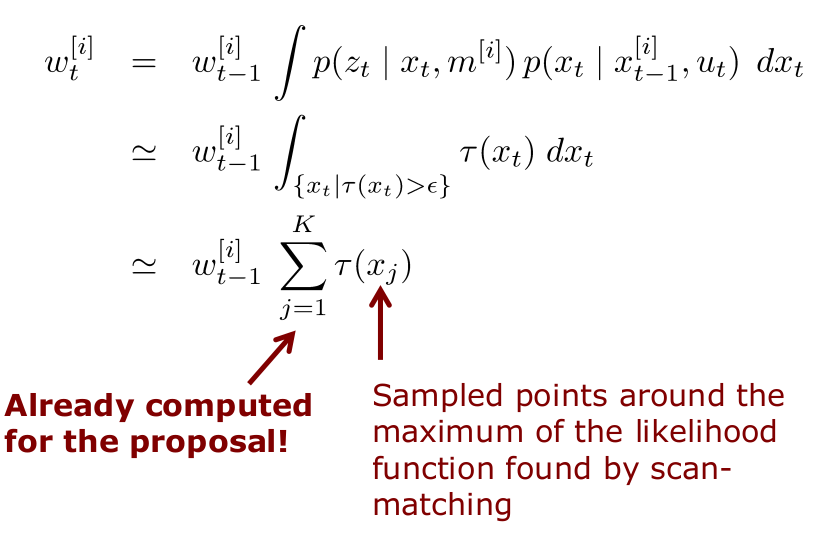 $w_t^{[i]} = w_{t-1}^{[i]} \int p(z_t \mid x_t, m^{[i]}) \, p(x_t \mid x_{t-1}^{[i]}, u_t) \; dx_t$
$\simeq w_{t-1}^{[i]} \int_{\{x_t | \tau(x_t) > \epsilon\}} \tau(x_t) \; dx_t$
$\simeq w_{t-1}^{[i]} \sum_{j=1}^{K} \tau(x_j)$
Already computed
for the proposal!
Sampled points around the
maximum of the likelihood
function found by scan-
matching